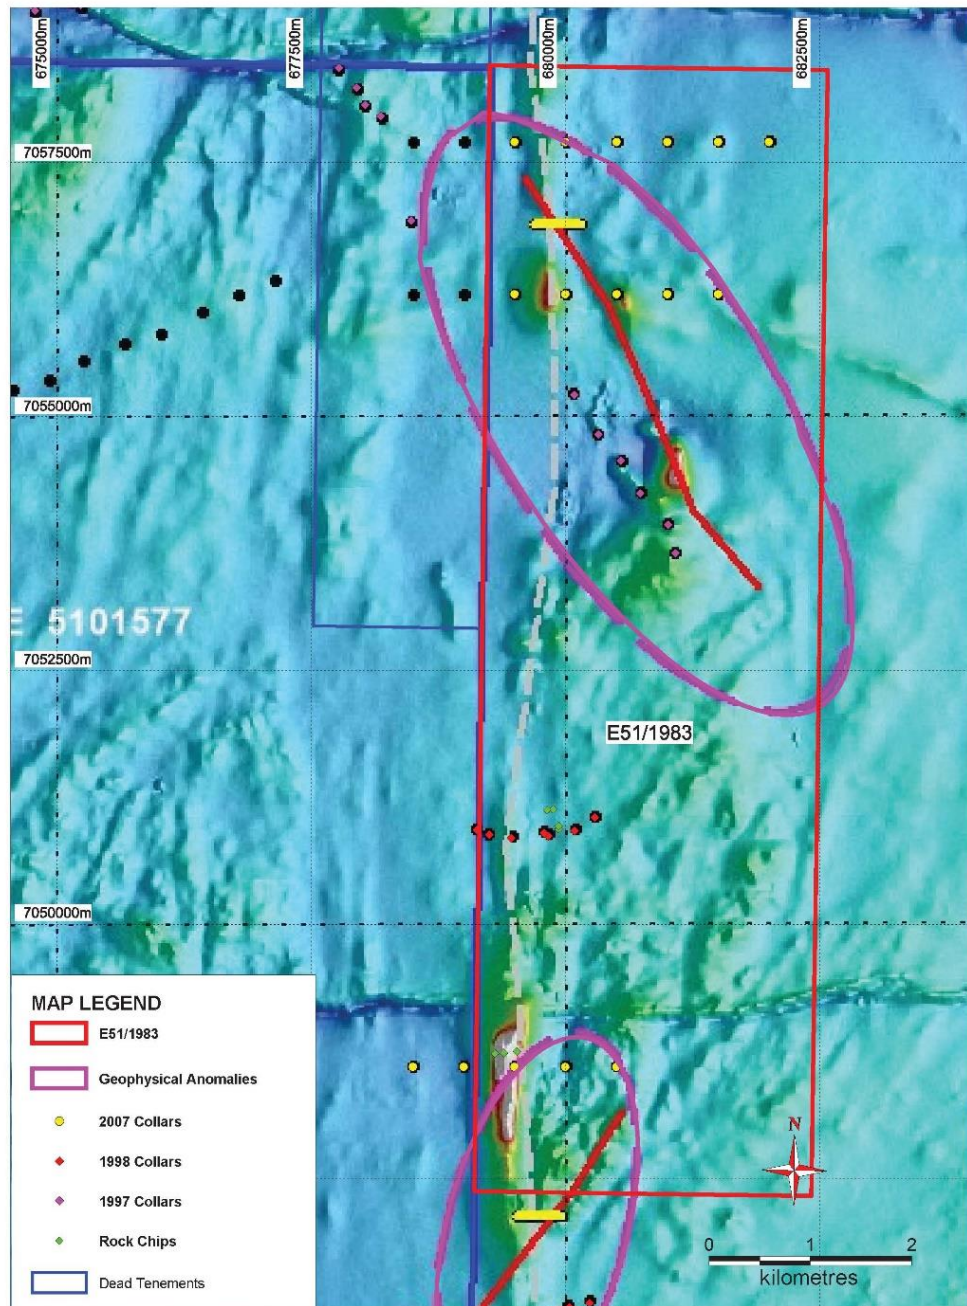 675000m
677500m
680000m
682500m
7057500m
7055000m
E 5101577
7052500m
E51/1983
7050000m
MAP LEGEND
E51/1983
Geophysical Anomalies
2007 Collars
1998 Collars
1997 Collars
Rock Chips
Dead Tenements
N
0 1 2
kilometres